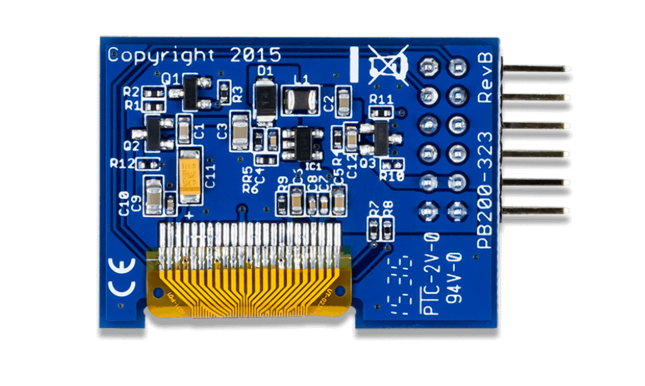 Copyright 2015
Q1
D1
L1
R2
R1
R3
C2
R11
RevB
Q2
C1
C3
IC1
R4
C12
Q3
R12
C11
R5
C4
R10
C10
C9
R9
C8
C7
C5
R7
R8
PB200-323
CE
PTC-2V-0
94V-0